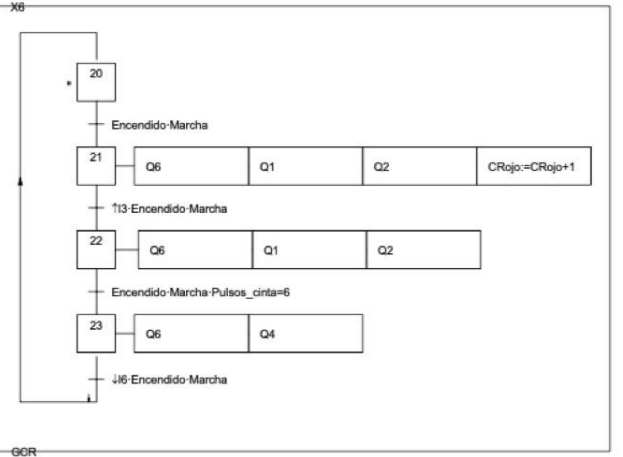 X6
20
*
Encendido·Marcha
21 Q6 Q1 Q2 CRojo:=CRojo+1
↑I3·Encendido·Marcha
22 Q6 Q1 Q2
Encendido·Marcha·Pulsos_cinta=6
23 Q6 Q4
↓I6·Encendido·Marcha
GCR